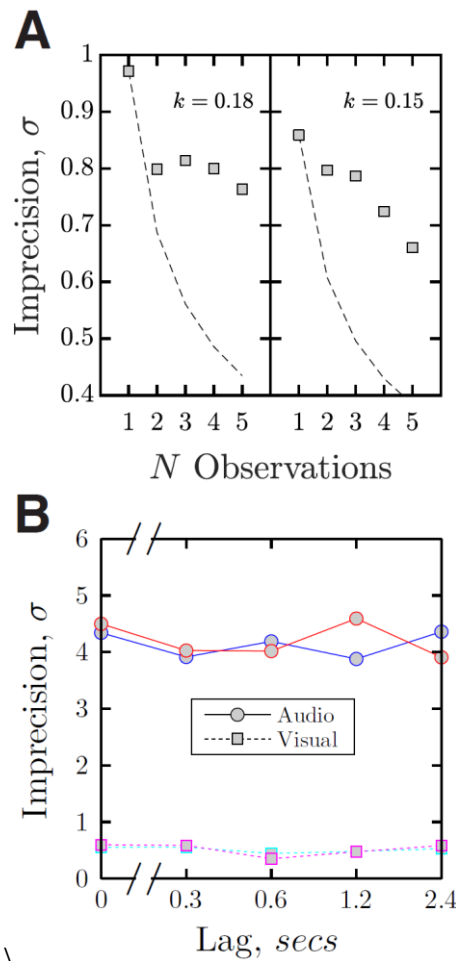 A
Imprecision, σ
1
0.9
0.8
0.7
0.6
0.5
0.4
k = 0.18
k = 0.15
1 2 3 4 5 1 2 3 4 5
N Observations
B
Imprecision, σ
6
5
4
3
2
1
0
Audio
Visual
0 0.3 0.6 1.2 2.4
Lag, secs
\